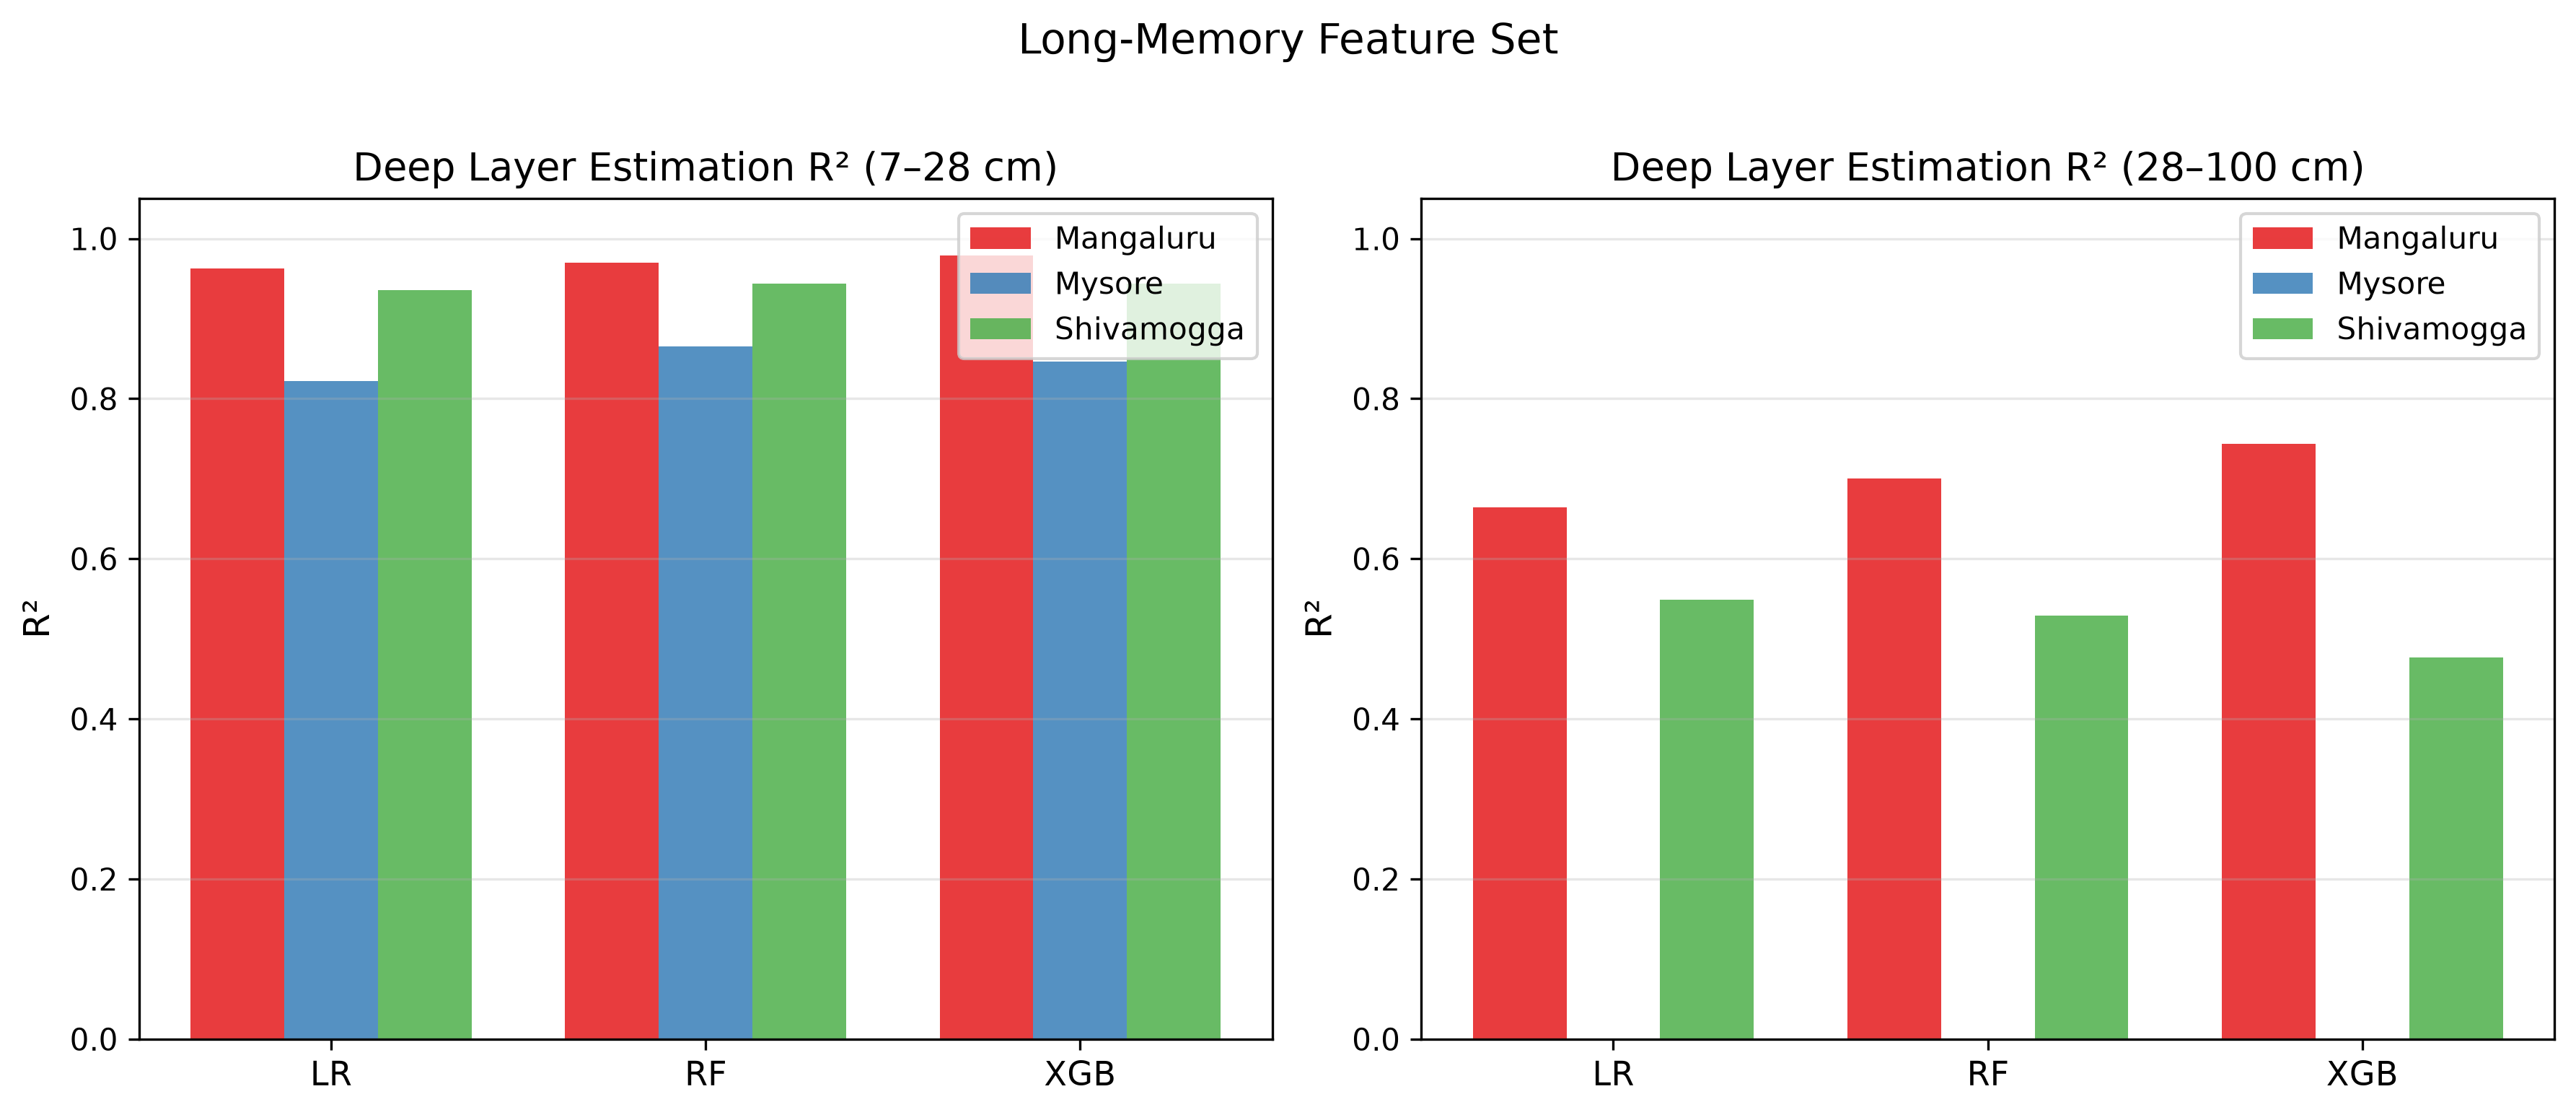 Long-Memory Feature Set
Deep Layer Estimation R² (7–28 cm)
R²
1.0
0.8
0.6
0.4
0.2
0.0
Mangaluru
Mysore
Shivamogga
LR
RF
XGB
Deep Layer Estimation R² (28–100 cm)
R²
1.0
0.8
0.6
0.4
0.2
0.0
Mangaluru
Mysore
Shivamogga
LR
RF
XGB